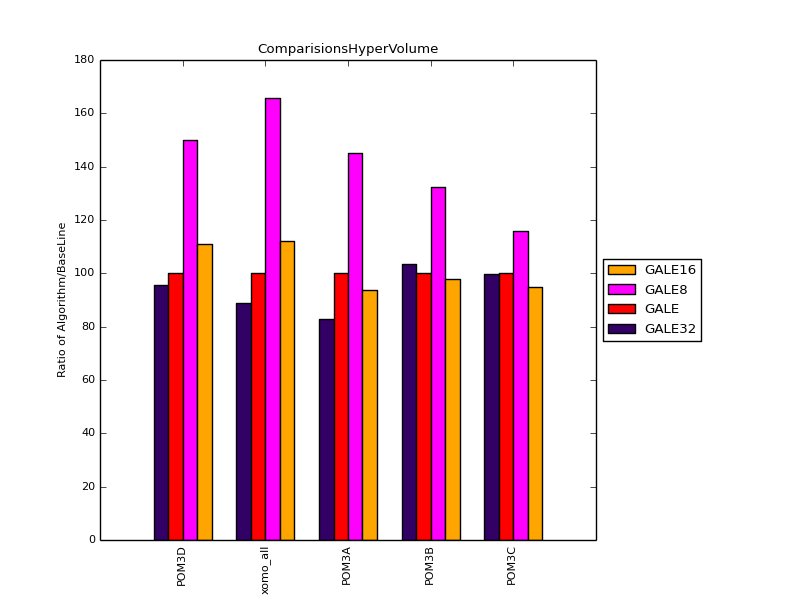 ComparisionsHyperVolume
Ratio of Algorithm/BaseLine
180
160
140
120
100
80
60
40
20
0
POM3D
xomo_all
POM3A
POM3B
POM3C
GALE16
GALE8
GALE
GALE32